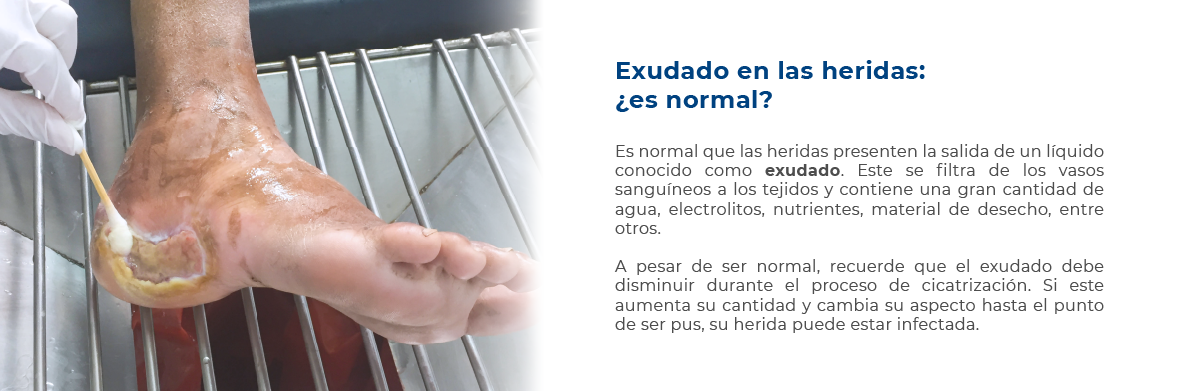 Exudado en las heridas:
¿es normal?
Es normal que las heridas presenten la salida de un líquido
conocido como exudado. Este se filtra de los vasos
sanguíneos a los tejidos y contiene una gran cantidad de
agua, electrolitos, nutrientes, material de desecho, entre
otros.
A pesar de ser normal, recuerde que el exudado debe
disminuir durante el proceso de cicatrización. Si este
aumenta su cantidad y cambia su aspecto hasta el punto
de ser pus, su herida puede estar infectada.